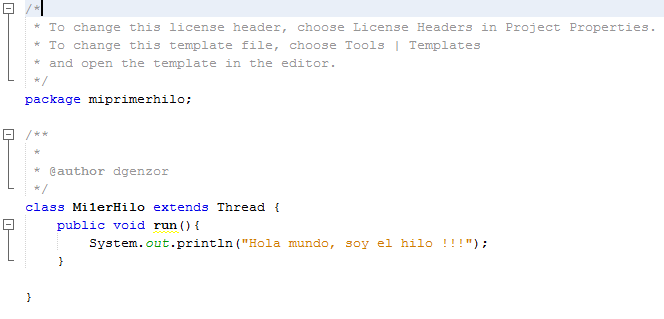 /*
 * To change this license header, choose License Headers in Project Properties.
 * To change this template file, choose Tools | Templates
 * and open the template in the editor.
 */
package miprimerhilo;
/**
 *
 * @author dgenzor
 */
class Mi1erHilo extends Thread {
    public void run(){
        System.out.println("Hola mundo, soy el hilo !!!");
    }
}